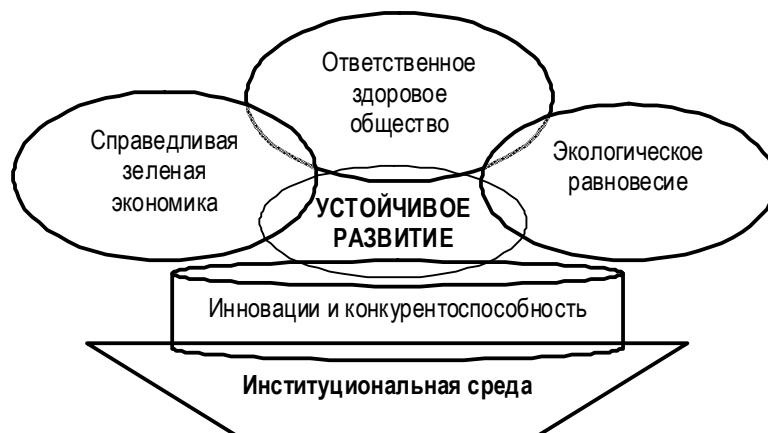 Ответственное
здоровое
общество
Справедливая
зеленая
экономика
Экологическое
равновесие
УСТОЙЧИВОЕ
РАЗВИТИЕ
Инновации и конкурентоспособность
Институциональная среда